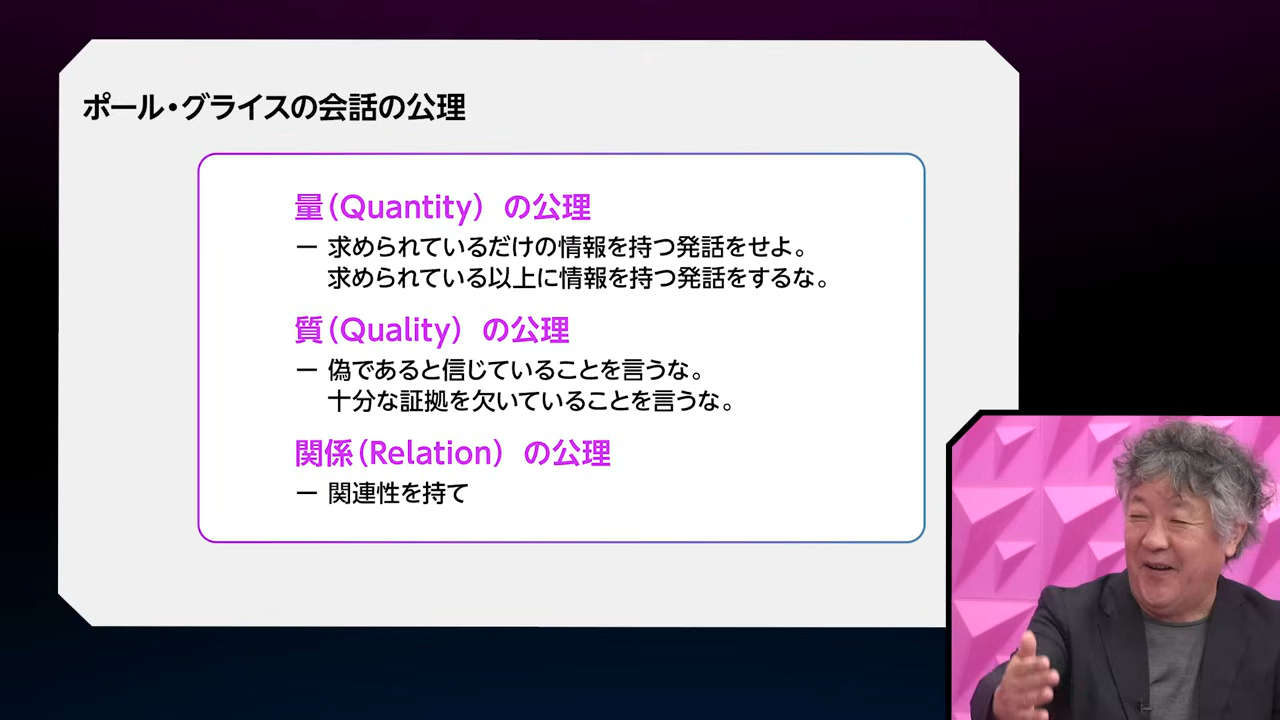 ポール・グライスの会話の公理
量（Quantity）の公理
ー 求められているだけの情報を持つ発話をせよ。
求められている以上に情報を持つ発話をするな。
質（Quality）の公理
ー 偽であると信じていることを言うな。
十分な証拠を欠いていることを言うな。
関係（Relation）の公理
ー 関連性を持て